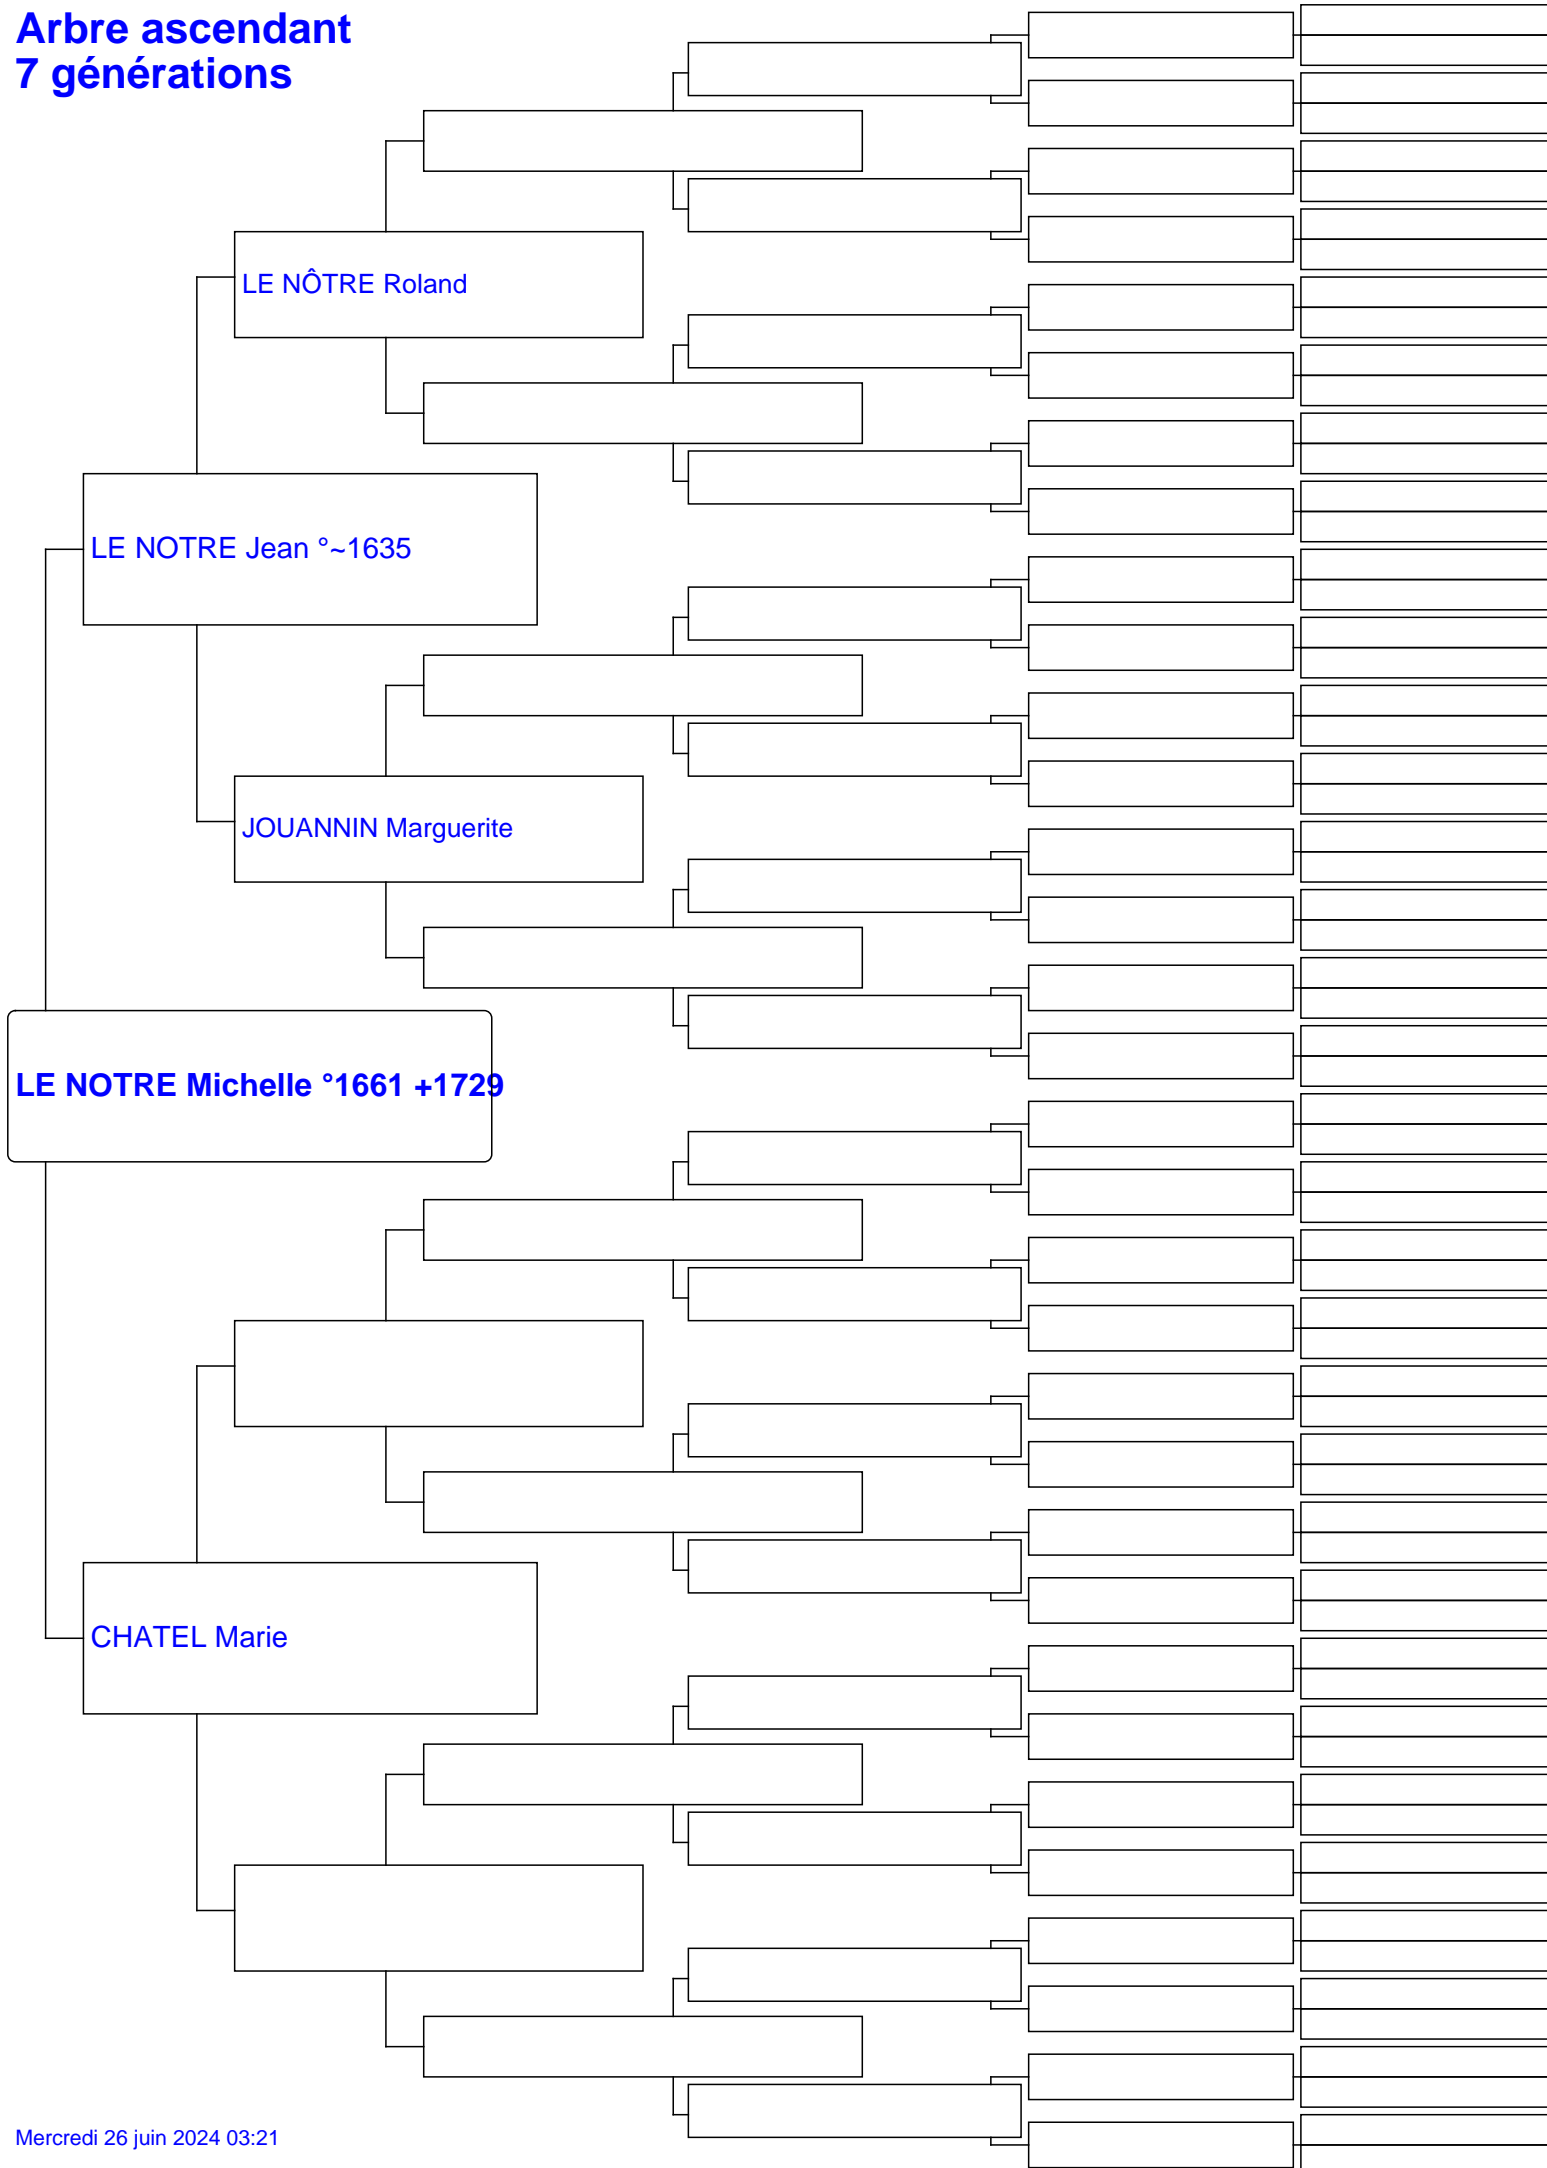 Arbre ascendant
7 générations
LE NÔTRE Roland
LE NOTRE Jean °~1635
JOUANNIN Marguerite
LE NOTRE Michelle °1661 +1729
CHATEL Marie
Mercredi 26 juin 2024 03:21